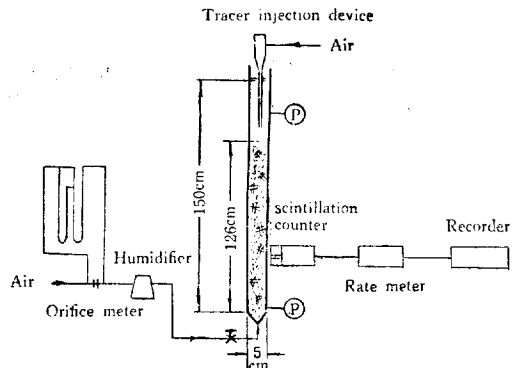 Tracer injection device
Air
P
150cm
126cm
scintillation
counter
Recorder
Humidifier
Rate meter
Air
Orifice meter
P
5
cm